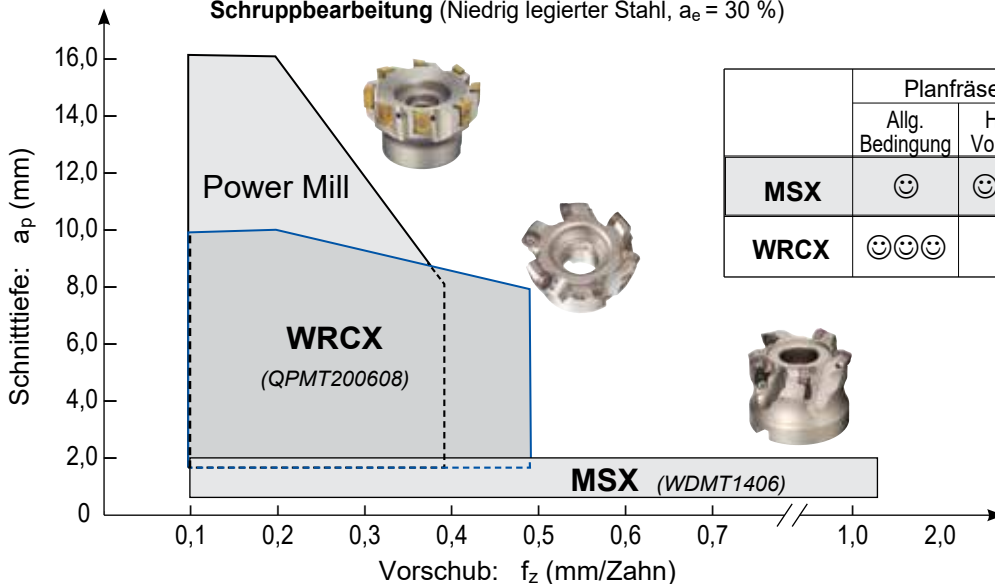 Schruppbearbeitung (Niedrig legierter Stahl, ae = 30 %)
Schnitttiefe: ap (mm)
16,0
14,0
12,0
10,0
8,0
6,0
4,0
2,0
0
Power Mill
WRCX
(QPMT200608)
MSX (WDMT1406)
0,1 0,2 0,3 0,4 0,5 0,6 0,7 1,0 2,0
Vorschub: fz (mm/Zahn)
Planfräse
Allg.
Bedingung
H
Vo
MSX ☺ ☺
WRCX ☺☺☺